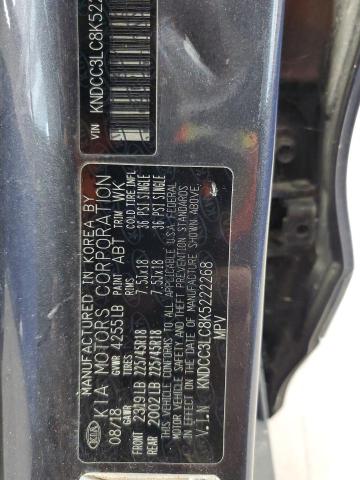 VIN KNDCC3LC8K522
MANUFACTURED IN KOREA BY
KIA KIA MOTORS CORPORATION
08/18 GVWR 4255LB PAINT ABT TRIM WK
GAWR TIRES RIMS COLD TIRE INFL
FRONT 2319LB 225/45R18 7.5Jx18 36 PSI SINGLE
REAR 2002LB 225/45R18 7.5Jx18 36 PSI SINGLE
THIS VEHICLE CONFORMS TO ALL APPLICABLE U.S.A. FEDERAL
MOTOR VEHICLE SAFETY AND THEFT PREVENTION STANDARDS
IN EFFECT ON THE DATE OF MANUFACTURE SHOWN ABOVE.
V.I.N KNDCC3LC8K5222268
MPV